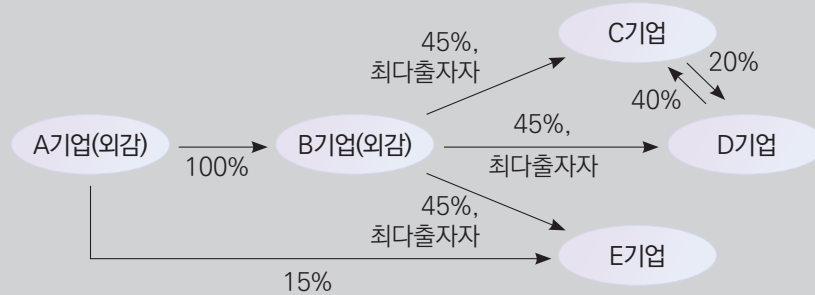 45%,
최다출자자
C기업
20%
40%
A기업(외감)
100%
B기업(외감)
45%,
최다출자자
D기업
45%,
최다출자자
E기업
15%